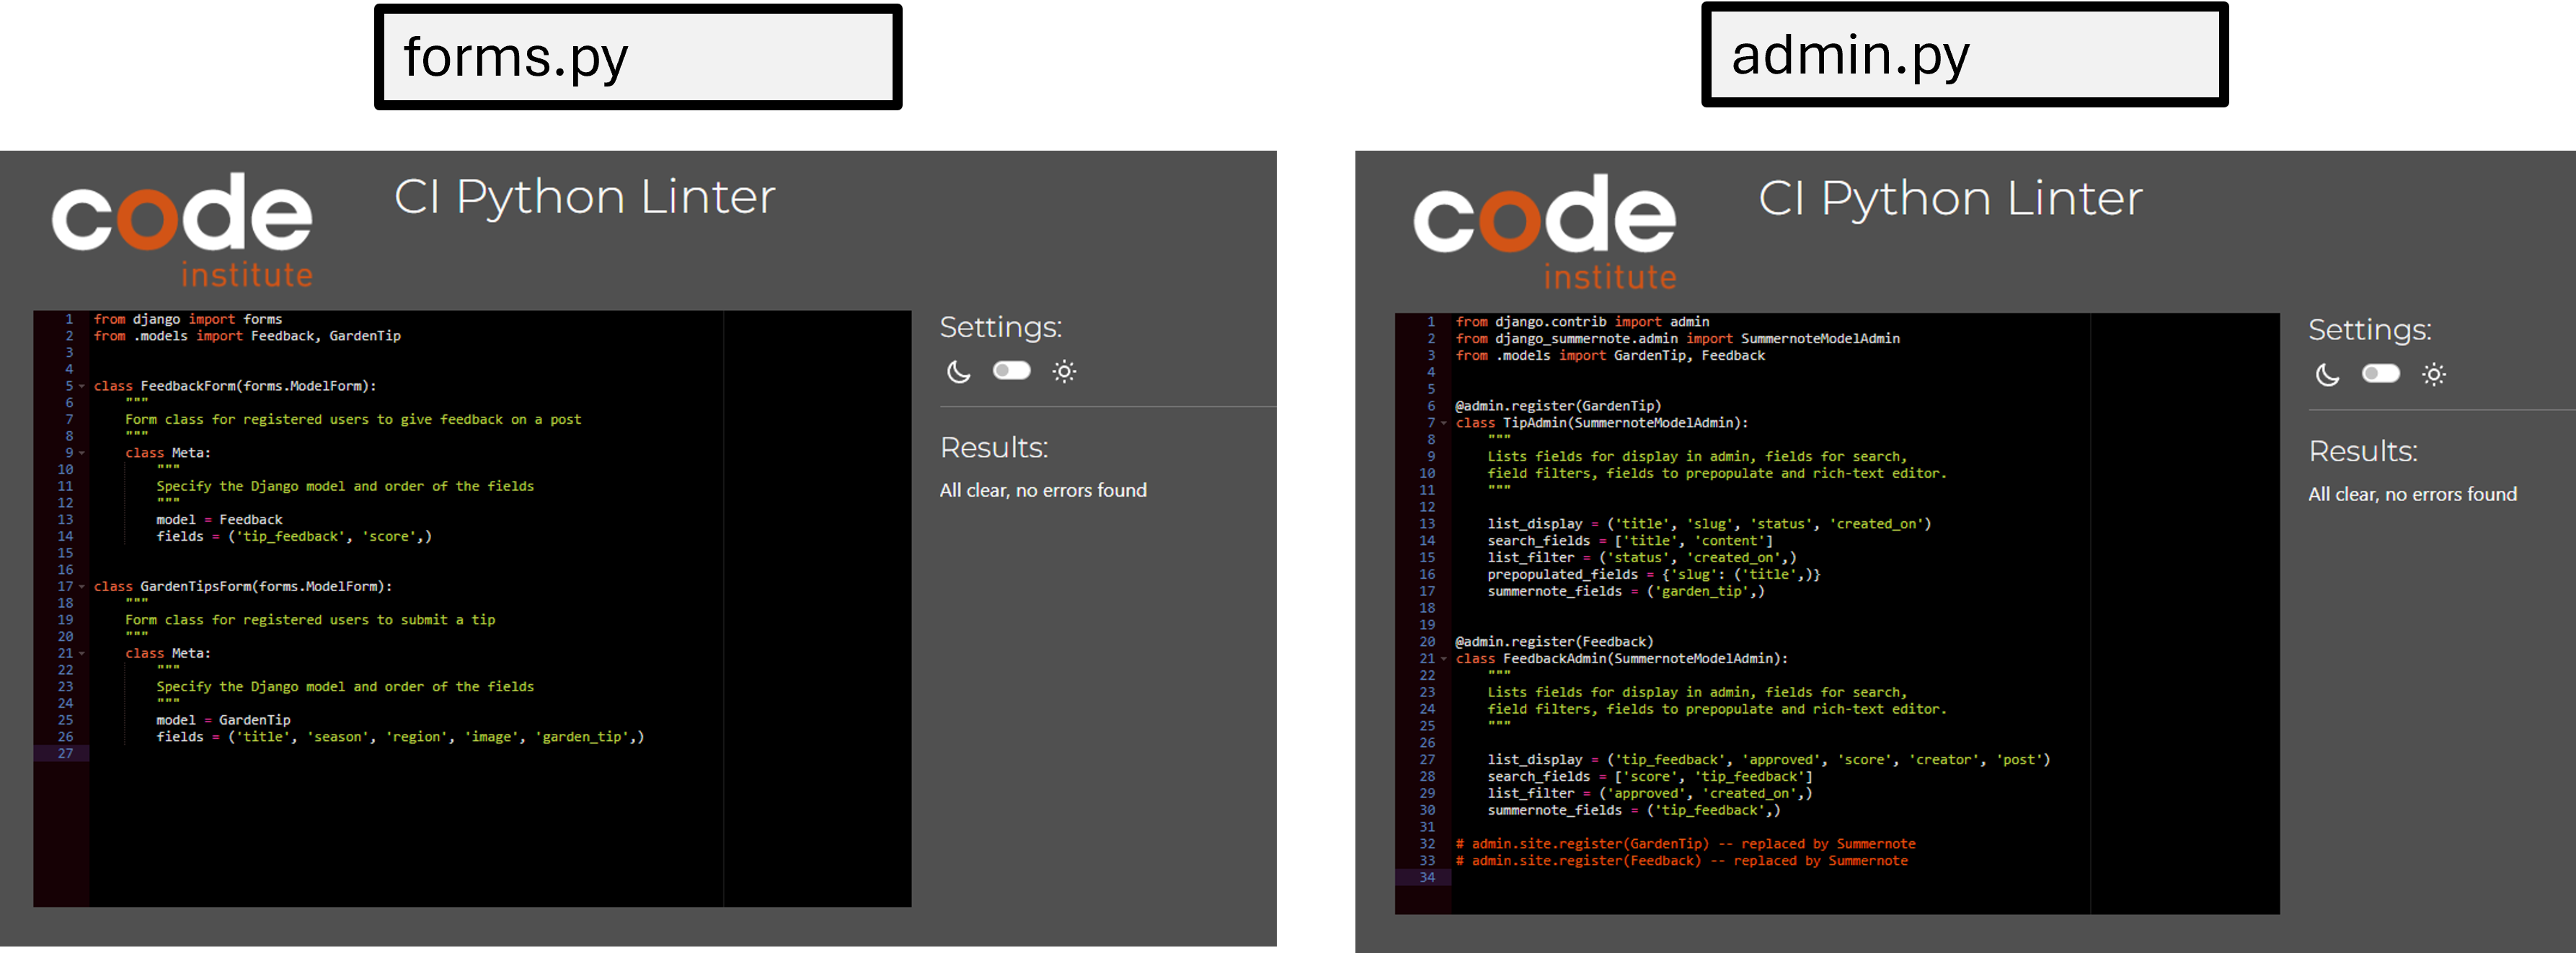 forms.py
code
institute
CI Python Linter
1 from django import forms
2 from .models import Feedback, GardenTip
3
4
5 class FeedbackForm(forms.ModelForm):
6     """
7     Form class for registered users to give feedback on a post
8     """
9     class Meta:
10         """
11         Specify the Django model and order of the fields
12         """
13         model = Feedback
14         fields = ('tip_feedback', 'score',)
15
16
17 class GardenTipsForm(forms.ModelForm):
18     """
19     Form class for registered users to submit a tip
20     """
21     class Meta:
22         """
23         Specify the Django model and order of the fields
24         """
25         model = GardenTip
26         fields = ('title', 'season', 'region', 'image', 'garden_tip',)
27
Settings:
Results:
All clear, no errors found
admin.py
code
institute
CI Python Linter
1 from django.contrib import admin
2 from django_summernote.admin import SummernoteModelAdmin
3 from .models import GardenTip, Feedback
4
5
6 @admin.register(GardenTip)
7 class TipAdmin(SummernoteModelAdmin):
8     """
9     Lists fields for display in admin, fields for search,
10     field filters, fields to prepopulate and rich-text editor.
11     """
12
13     list_display = ('title', 'slug', 'status', 'created_on')
14     search_fields = ['title', 'content']
15     list_filter = ('status', 'created_on',)
16     prepopulated_fields = {'slug': ('title',)}
17     summernote_fields = ('garden_tip',)
18
19
20 @admin.register(Feedback)
21 class FeedbackAdmin(SummernoteModelAdmin):
22     """
23     Lists fields for display in admin, fields for search,
24     field filters, fields to prepopulate and rich-text editor.
25     """
26
27     list_display = ('tip_feedback', 'approved', 'score', 'creator', 'post')
28     search_fields = ['score', 'tip_feedback']
29     list_filter = ('approved', 'created_on',)
30     summernote_fields = ('tip_feedback',)
31
32 # admin.site.register(GardenTip) -- replaced by Summernote
33 # admin.site.register(Feedback) -- replaced by Summernote
34
Settings:
Results:
All clear, no errors found